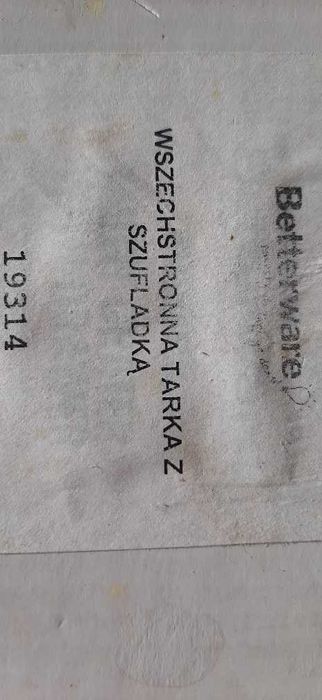 Betterware
WSZECHSTRONNA TARKA Z
SZUFLADKĄ
19314